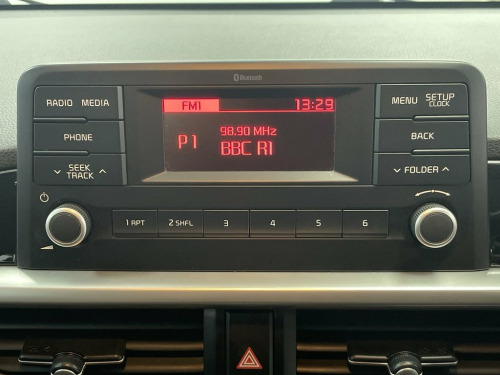 Bluetooth
RADIO MEDIA
PHONE
SEEK
TRACK
FM1 13:29
P1 98.90 MHz
BBC R1
MENU SETUP
CLOCK
BACK
FOLDER
1 RPT 2 SHFL 3 4 5 6